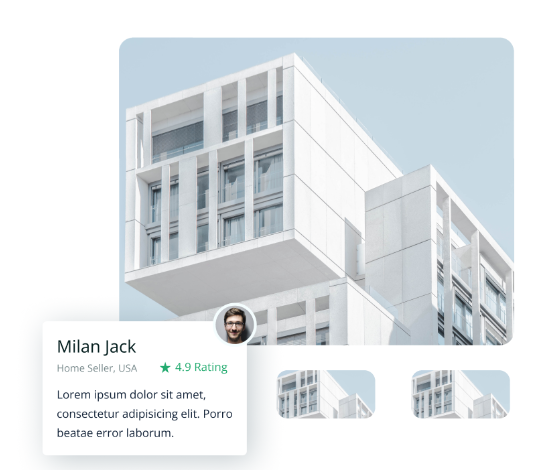 Milan Jack
Home Seller, USA
★ 4.9 Rating
Lorem ipsum dolor sit amet,
consectetur adipisicing elit. Porro
beatae error laborum.